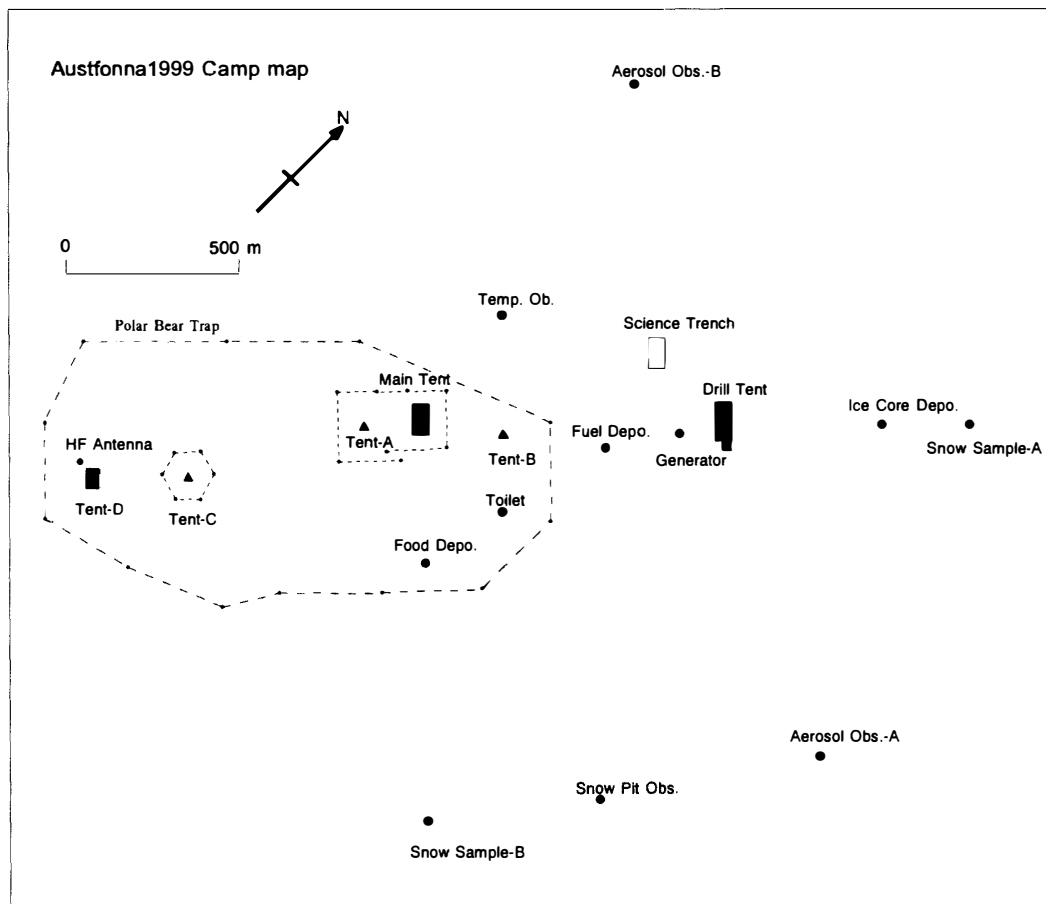 Austfonna1999 Camp map
Aerosol Obs.-B
N
0 500 m
Temp. Ob.
Polar Bear Trap
Science Trench
Main Tent
Drill Tent
Ice Core Depo.
Tent-A
HF Antenna
Tent-B
Fuel Depo.
Generator
Snow Sample-A
Tent-D
Tent-C
Toilet
Food Depo.
Aerosol Obs.-A
Snow Pit Obs.
Snow Sample-B